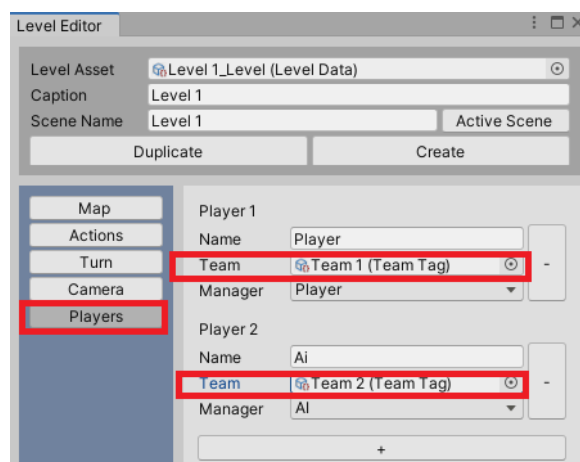 Level Editor
Level Asset Level 1_Level (Level Data)
Caption Level 1
Scene Name Level 1 Active Scene
Duplicate Create
Map
Actions
Turn
Camera
Players
Player 1
Name Player
Team Team 1 (Team Tag)
Manager Player
-
Player 2
Name Ai
Team Team 2 (Team Tag)
Manager AI
-
+